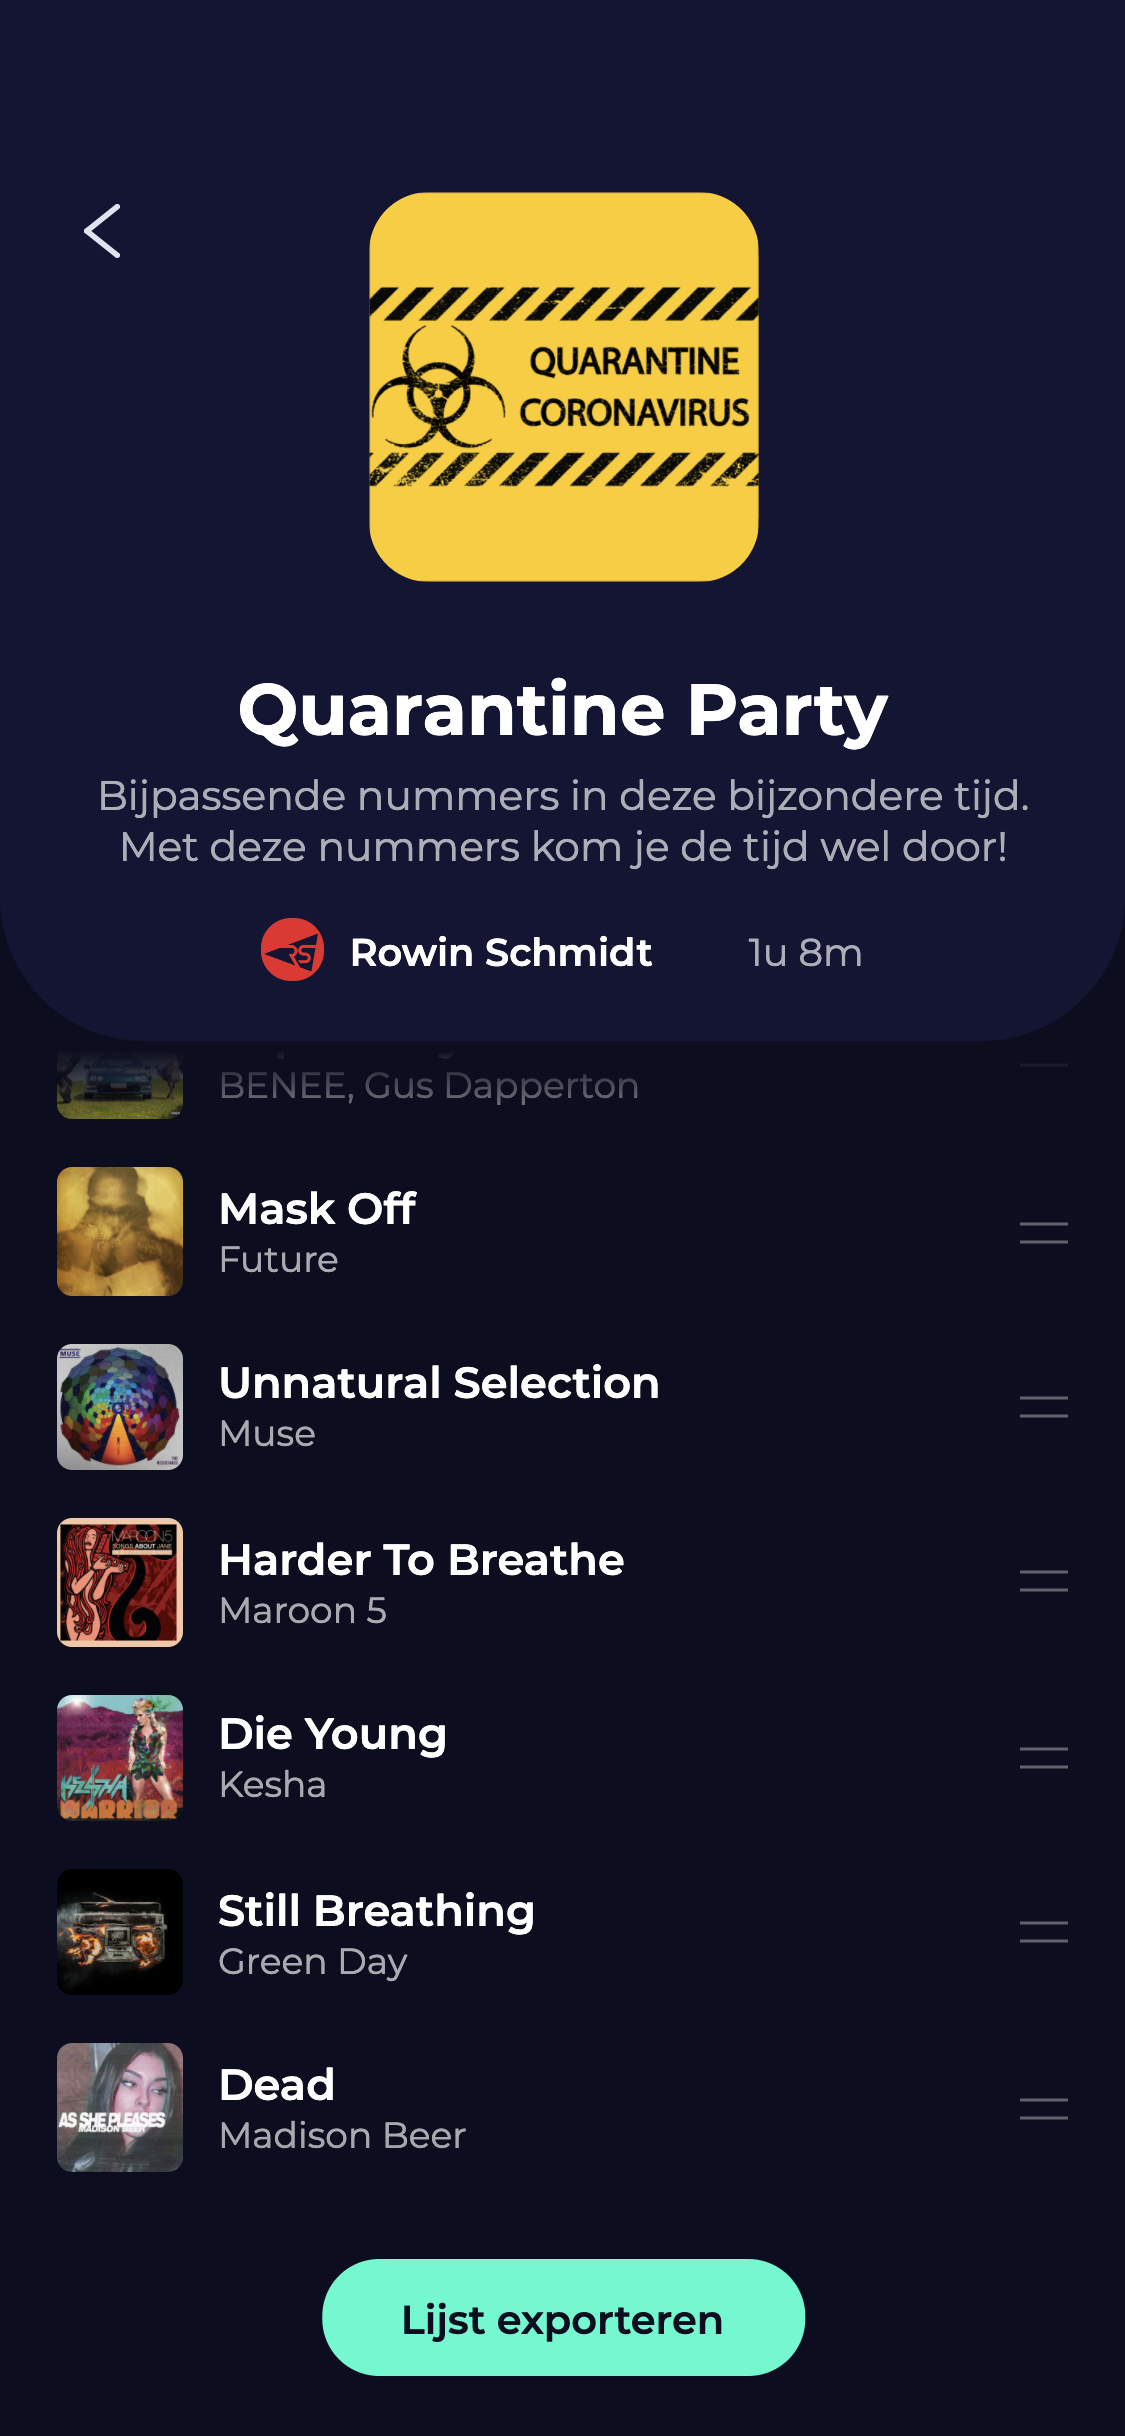 QUARANTINE
CORONAVIRUS
Quarantine Party
Bijpassende nummers in deze bijzondere tijd.
Met deze nummers kom je de tijd wel door!
RS
Rowin Schmidt
1u 8m
BENEE, Gus Dapperton
Mask Off
Future
MUSE
Unnatural Selection
Muse
MAROON5
SONGS ABOUT JANE
Harder To Breathe
Maroon 5
KE$HA
WARRIOR
Die Young
Kesha
Still Breathing
Green Day
AS SHE PLEASES
MADISON BEER
Dead
Madison Beer
Lijst exporteren